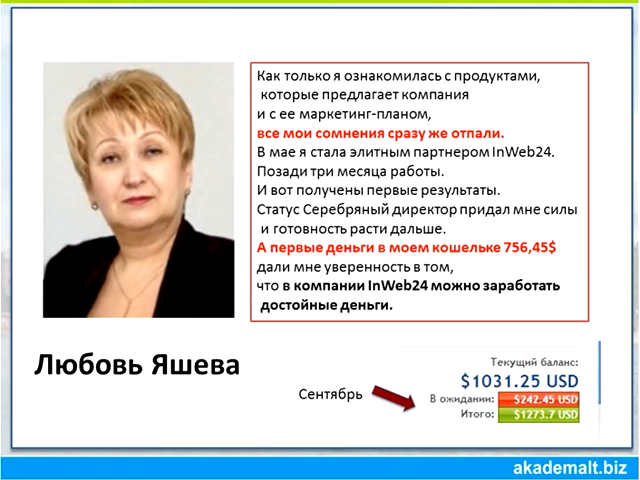 Как только я ознакомилась с продуктами,
которые предлагает компания
и с ее маркетинг-планом,
все мои сомнения сразу же отпали.
В мае я стала элитным партнером InWeb24.
Позади три месяца работы.
И вот получены первые результаты.
Статус Серебряный директор придал мне силы
и готовность расти дальше.
А первые деньги в моем кошельке 756,45$
дали мне уверенность в том,
что в компании InWeb24 можно заработать
достойные деньги.
Любовь Яшева
Сентябрь
Текущий баланс:
$1031.25 USD
В ожидании: $242.45 USD
Итого: $1273.7 USD
akademalt.biz